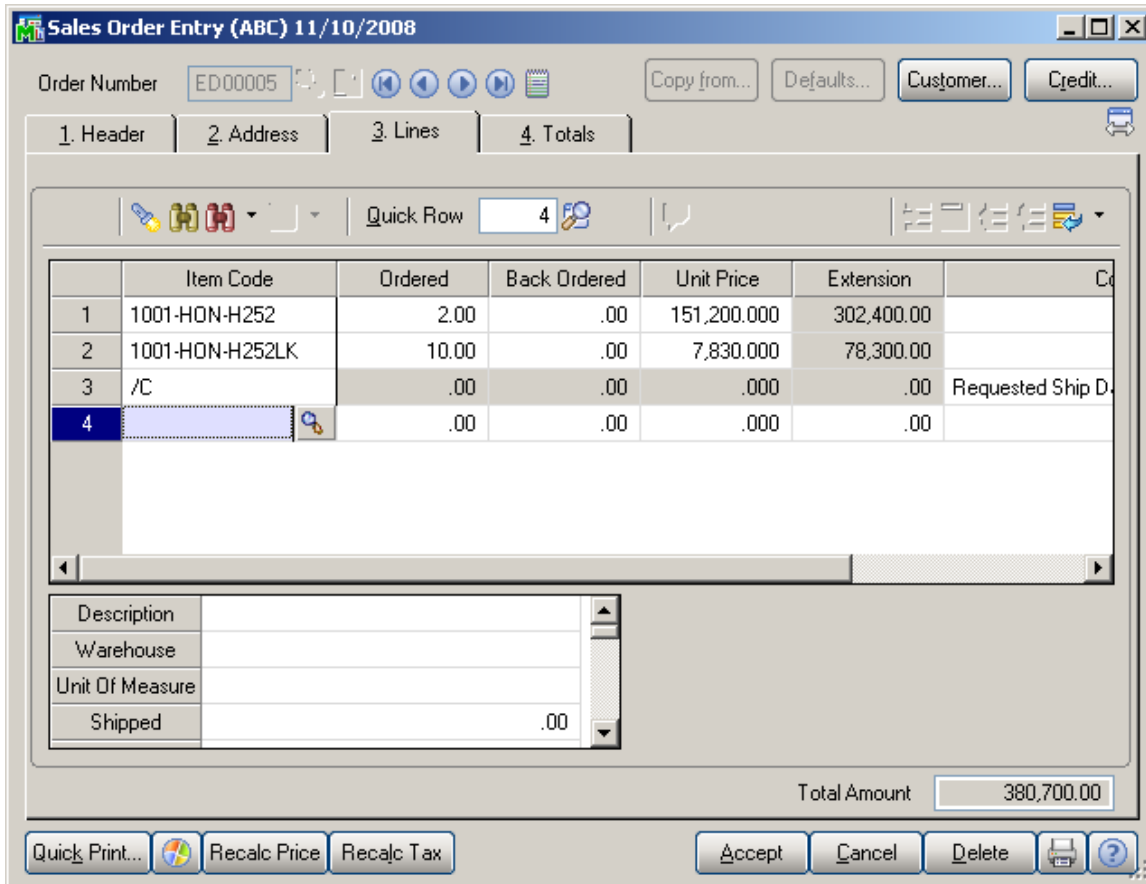 Sales Order Entry (ABC) 11/10/2008
Order Number ED00005 Copy from... Defaults... Customer... Credit...
1. Header 2. Address 3. Lines 4. Totals
Quick Row 4
Item Code Ordered Back Ordered Unit Price Extension
1 1001-HON-H252 2.00 .00 151,200.000 302,400.00
2 1001-HON-H252LK 10.00 .00 7,830.000 78,300.00
3 /C .00 .00 .000 .00 Requested Ship
4 .00 .00 .000 .00
Description
Warehouse
Unit Of Measure
Shipped .00
Total Amount 380,700.00
Quick Print... Recalc Price Recalc Tax Accept Cancel Delete ?